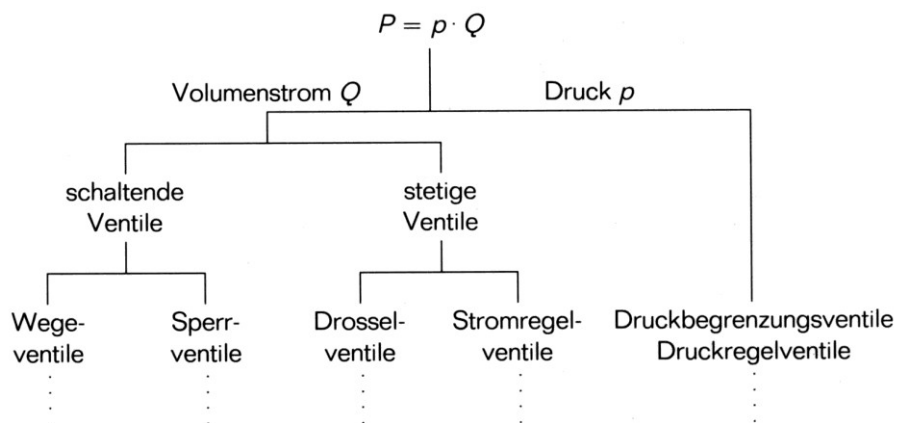 P = p · Q
Volumenstrom Q
Druck p
schaltende
Ventile
stetige
Ventile
Wege-
ventile
Sperr-
ventile
Drossel-
ventile
Stromregel-
ventile
Druckbegrenzungsventile
Druckregelventile